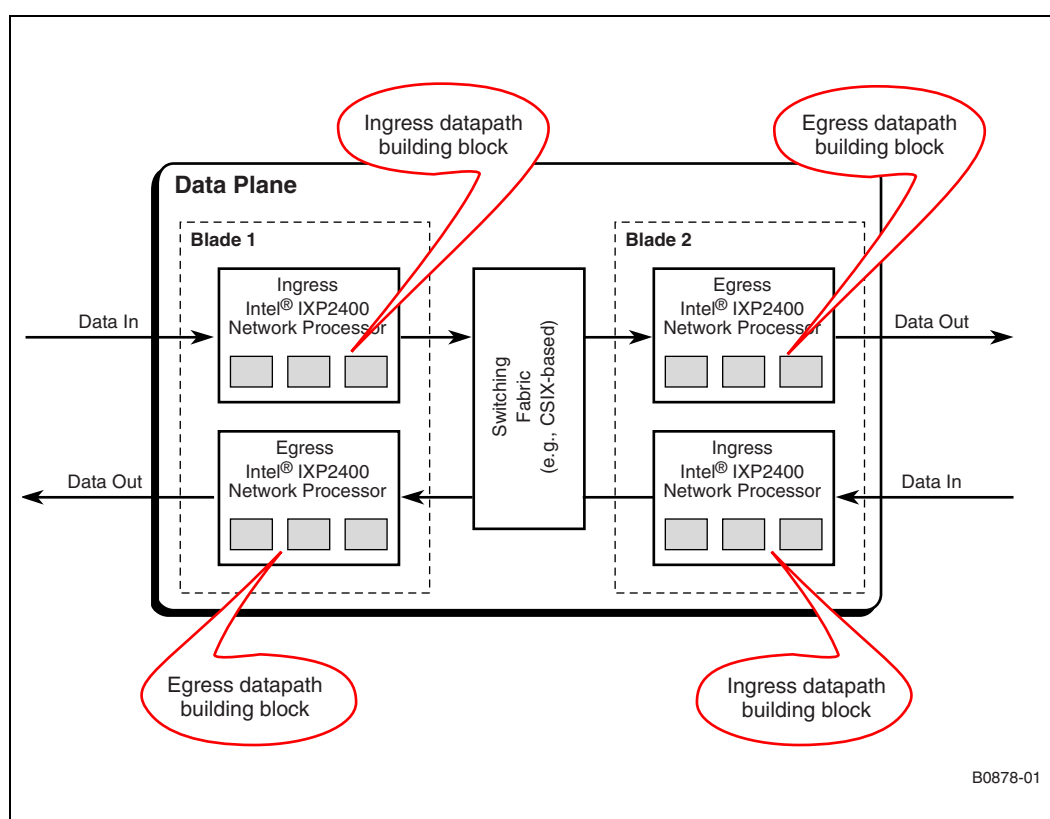 Ingress datapath
building block
Egress datapath
building block
Data Plane
Blade 1
Blade 2
Ingress
Intel® IXP2400
Network Processor
Egress
Intel® IXP2400
Network Processor
Data In
Data Out
Switching
Fabric
(e.g., CSIX-based)
Egress
Intel® IXP2400
Network Processor
Ingress
Intel® IXP2400
Network Processor
Data Out
Data In
Egress datapath
building block
Ingress datapath
building block
B0878-01